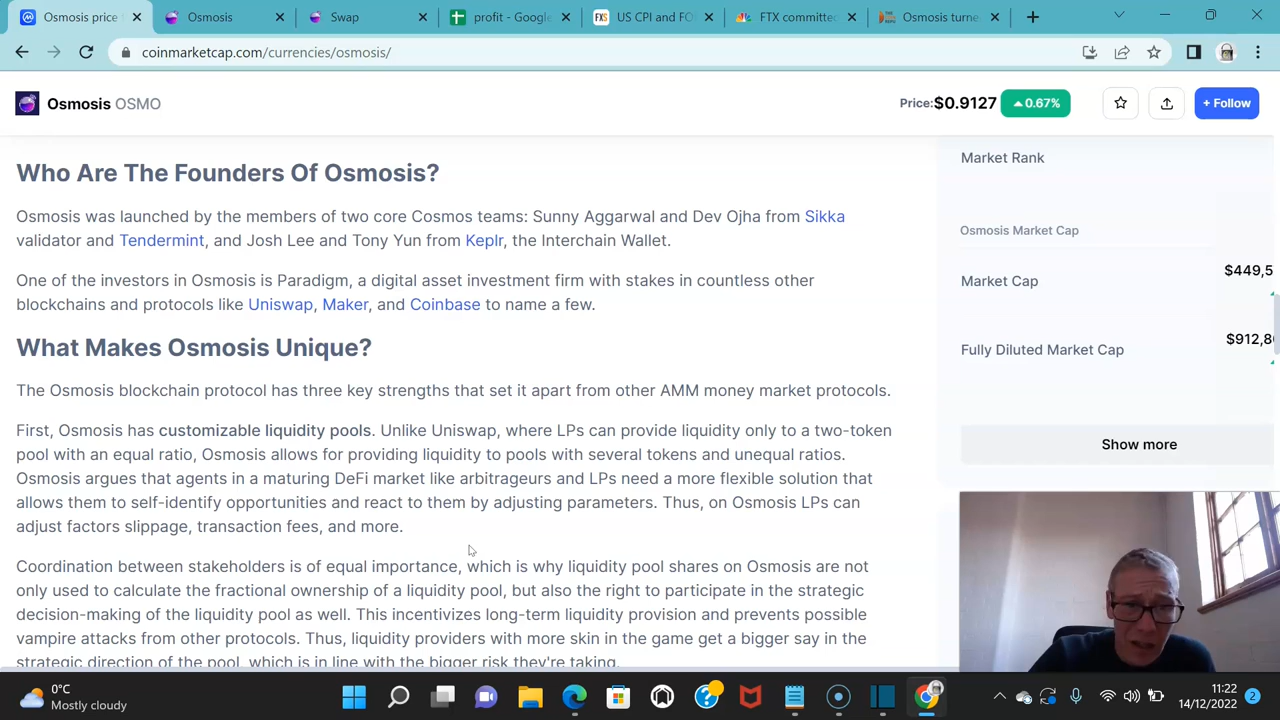 Osmosis price t
Osmosis
Swap
profit - Google
US CPI and FO
FTX committe
Osmosis turne
coinmarketcap.com/currencies/osmosis/
Osmosis OSMO
Price: $0.9127
0.67%
+ Follow
Who Are The Founders Of Osmosis?
Osmosis was launched by the members of two core Cosmos teams: Sunny Aggarwal and Dev Ojha from Sikka
validator and Tendermint, and Josh Lee and Tony Yun from Keplr, the Interchain Wallet.
One of the investors in Osmosis is Paradigm, a digital asset investment firm with stakes in countless other
blockchains and protocols like Uniswap, Maker, and Coinbase to name a few.
What Makes Osmosis Unique?
The Osmosis blockchain protocol has three key strengths that set it apart from other AMM money market protocols.
First, Osmosis has customizable liquidity pools. Unlike Uniswap, where LPs can provide liquidity only to a two-token
pool with an equal ratio, Osmosis allows for providing liquidity to pools with several tokens and unequal ratios.
Osmosis argues that agents in a maturing DeFi market like arbitrageurs and LPs need a more flexible solution that
allows them to self-identify opportunities and react to them by adjusting parameters. Thus, on Osmosis LPs can
adjust factors slippage, transaction fees, and more.
Coordination between stakeholders is of equal importance, which is why liquidity pool shares on Osmosis are not
only used to calculate the fractional ownership of a liquidity pool, but also the right to participate in the strategic
decision-making of the liquidity pool as well. This incentivizes long-term liquidity provision and prevents possible
vampire attacks from other protocols. Thus, liquidity providers with more skin in the game get a bigger say in the
strategic direction of the pool, which is in line with the bigger risk they're taking.
Market Rank
Osmosis Market Cap
Market Cap
$449,5
Fully Diluted Market Cap
$912,8
Show more
0°C
Mostly cloudy
11:22
14/12/2022
2